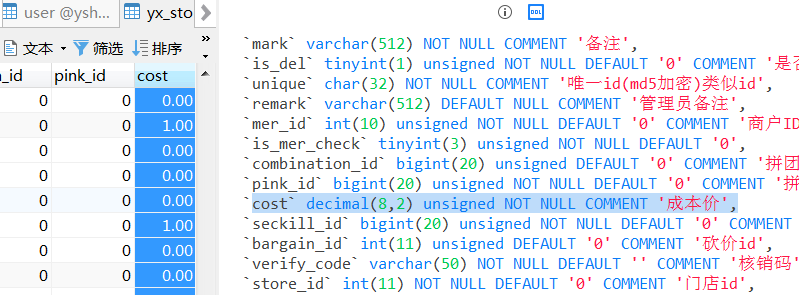 user @ysh...
yx_sto
文本
筛选
排序
_id
pink_id
cost
0
0
0.00
0
0
1.00
0
0
0.00
0
0
0.00
0
0
0.00
0
0
0.00
0
0
1.00
0
0
0.00
DDL
`mark` varchar(512) NOT NULL COMMENT '备注',
`is_del` tinyint(1) unsigned NOT NULL DEFAULT '0' COMMENT '是否
`unique` char(32) NOT NULL COMMENT '唯一id(md5加密)类似id',
`remark` varchar(512) DEFAULT NULL COMMENT '管理员备注',
`mer_id` int(10) unsigned NOT NULL DEFAULT '0' COMMENT '商户ID
`is_mer_check` tinyint(3) unsigned NOT NULL DEFAULT '0',
`combination_id` bigint(20) unsigned DEFAULT '0' COMMENT '拼团
`pink_id` bigint(20) unsigned NOT NULL DEFAULT '0' COMMENT '拼
`cost` decimal(8,2) unsigned NOT NULL COMMENT '成本价',
`seckill_id` bigint(20) unsigned NOT NULL DEFAULT '0' COMMENT
`bargain_id` int(11) unsigned DEFAULT '0' COMMENT '砍价id',
`verify_code` varchar(50) NOT NULL DEFAULT '' COMMENT '核销码'
`store_id` int(11) NOT NULL DEFAULT '0' COMMENT '门店id',